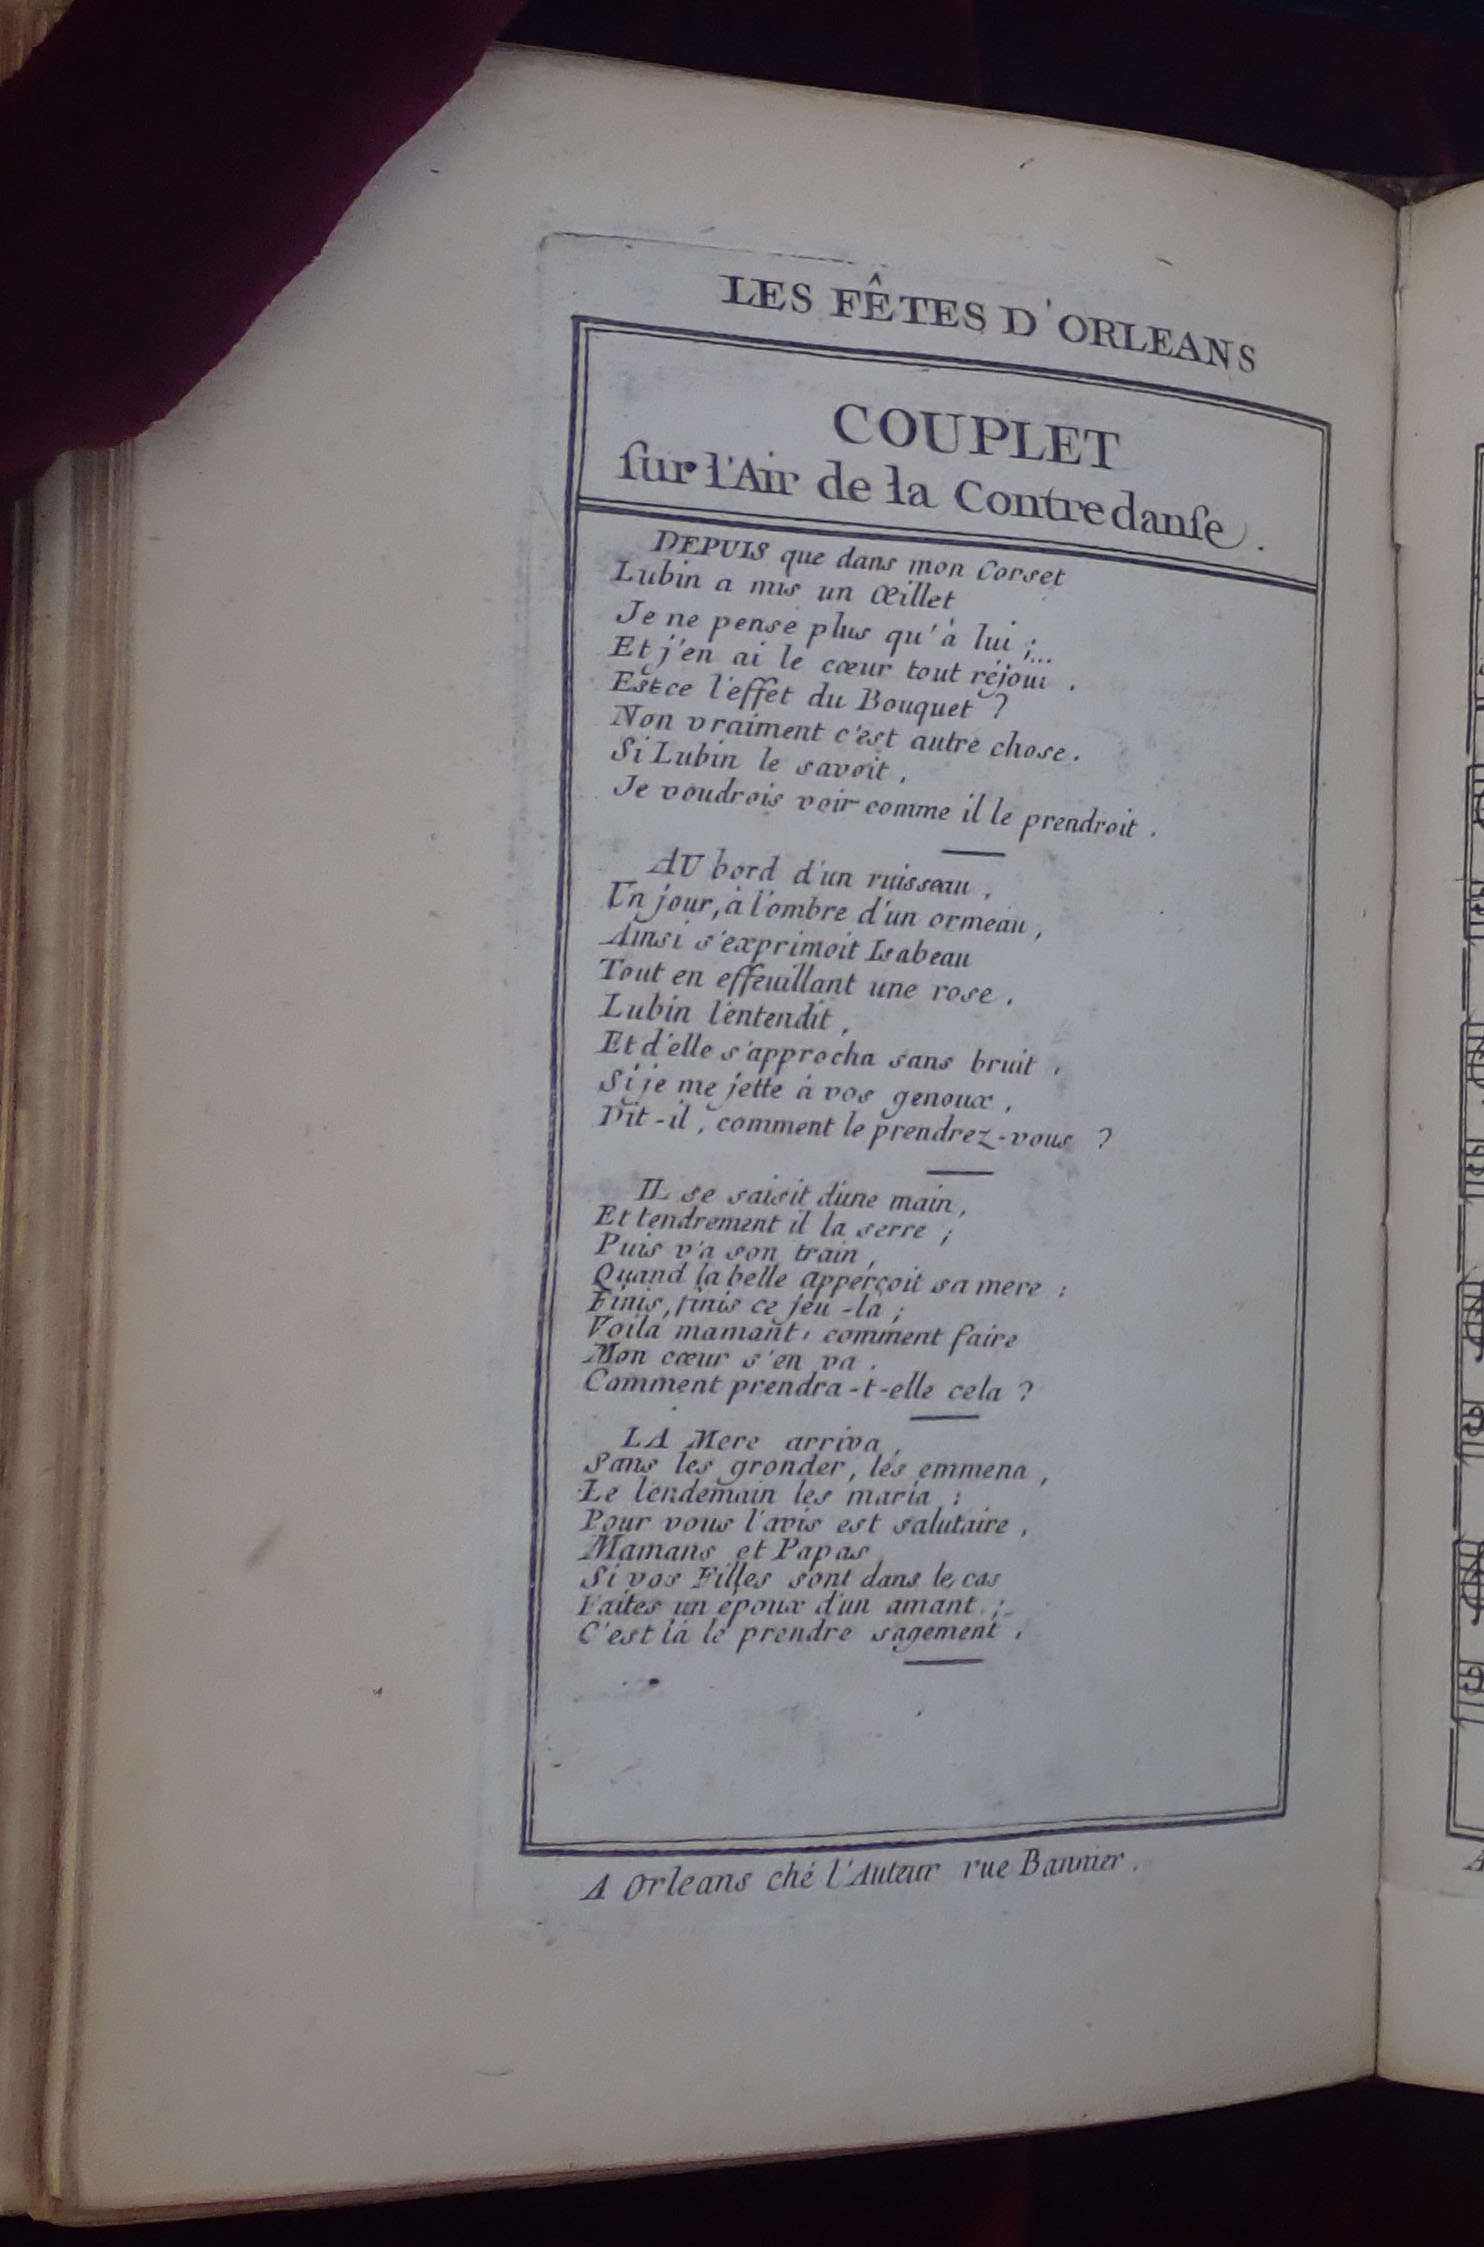 LES FÊTES D'ORLEANS
COUPLET
sur l'Air de la Contredanse.
DEPUIS que dans mon Corset
Lubin a mis un Œillet
Je ne pense plus qu'à lui ;...
Et j'en ai le cœur tout réjoui .
Est-ce l'effet du Bouquet ?
Non vraiment c'est autre chose.
Si Lubin le savoit ,
Je voudrois voir comme il le prendroit .
AU bord d'un ruisseau ,
Un jour, à l'ombre d'un ormeau ,
Ainsi s'exprimoit Isabeau
Tout en effeuillant une rose .
Lubin l'entendit ,
Et d'elle s'approcha sans bruit ,
Si je me jette à vos genoux ,
Dit-il , comment le prendrez-vous ?
IL se saisit d'une main ,
Et tendrement il la serre ;
Puis v'a son train ,
Quand la belle apperçoit sa mere :
Finis, finis ce jeu-là ;
Voilà mamant, comment faire
Mon cœur s'en va .
Comment prendra-t-elle cela ?
LA Mere arriva ,
Sans les gronder, les emmena ,
Le lendemain les maria :
Pour vous l'avis est salutaire ,
Mamans et Papas
Si vos Filles sont dans le cas
Faites un époux d'un amant ;
C'est là le prendre sagement .
A Orleans ché l'Auteur rue Bannier .